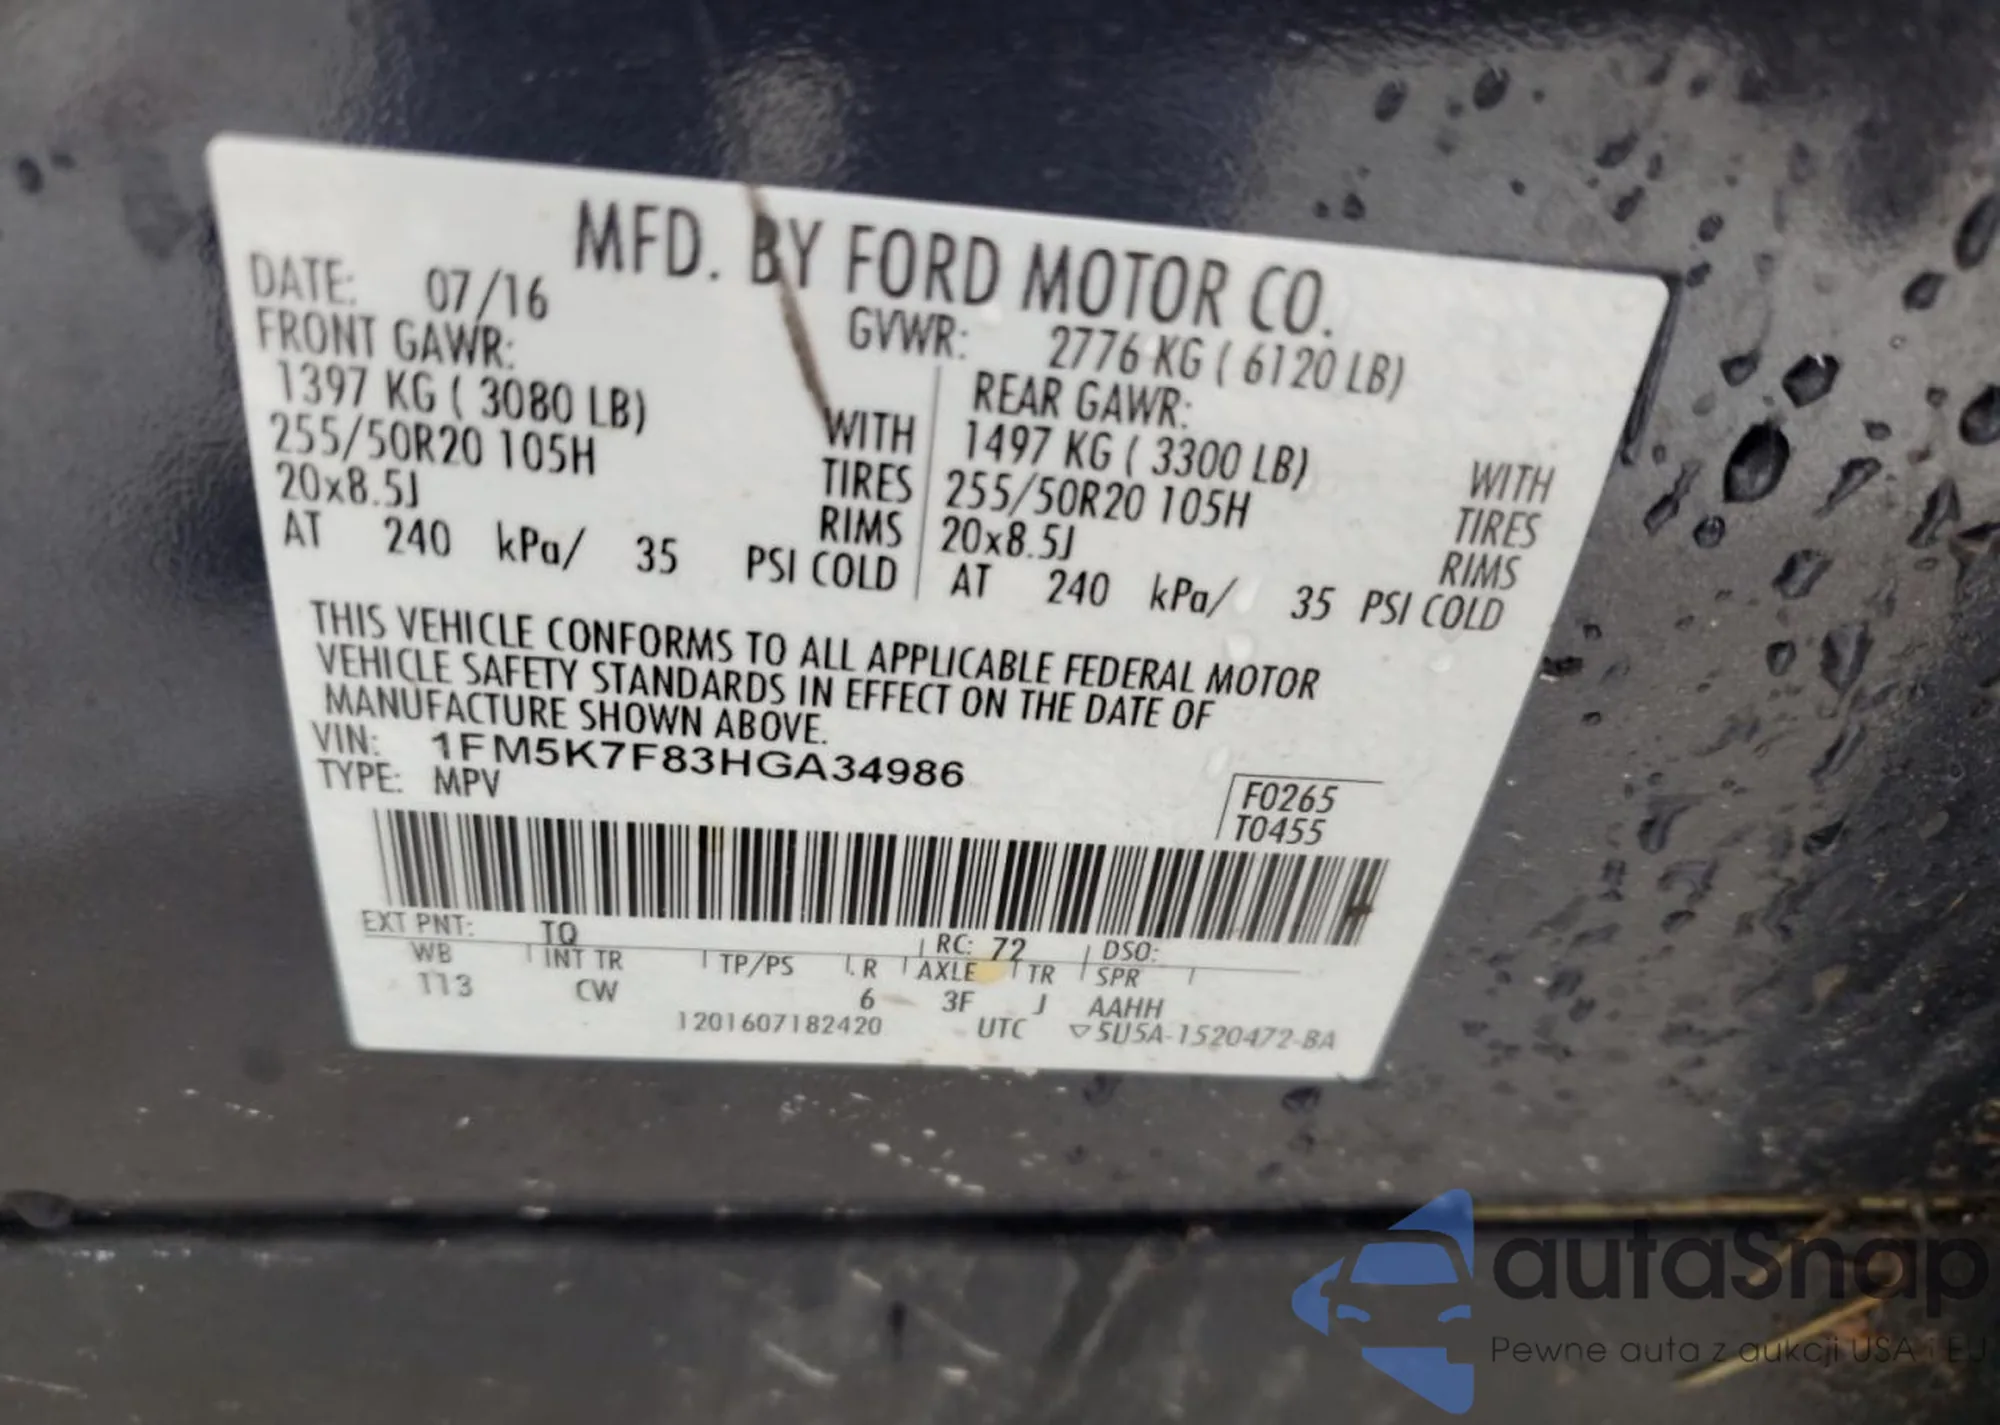 MFD. BY FORD MOTOR CO.
DATE: 07/16
GVWR: 2776 KG ( 6120 LB)
FRONT GAWR:
1397 KG ( 3080 LB) WITH
255/50R20 105H TIRES
20x8.5J RIMS
AT 240 kPa/ 35 PSI COLD
REAR GAWR:
1497 KG ( 3300 LB) WITH
255/50R20 105H TIRES
20x8.5J RIMS
AT 240 kPa/ 35 PSI COLD
THIS VEHICLE CONFORMS TO ALL APPLICABLE FEDERAL MOTOR
VEHICLE SAFETY STANDARDS IN EFFECT ON THE DATE OF
MANUFACTURE SHOWN ABOVE.
VIN: 1FM5K7F83HGA34986
TYPE: MPV
F0265
T0455
EXT PNT: TQ RC: 72 DSO:
WB INT TR TP/PS R AXLE TR SPR
113 CW 6 3F J AAHH
1201607182420 UTC ▽5U5A-1520472-BA
autaSnap
Pewne auta z aukcji USA i EU